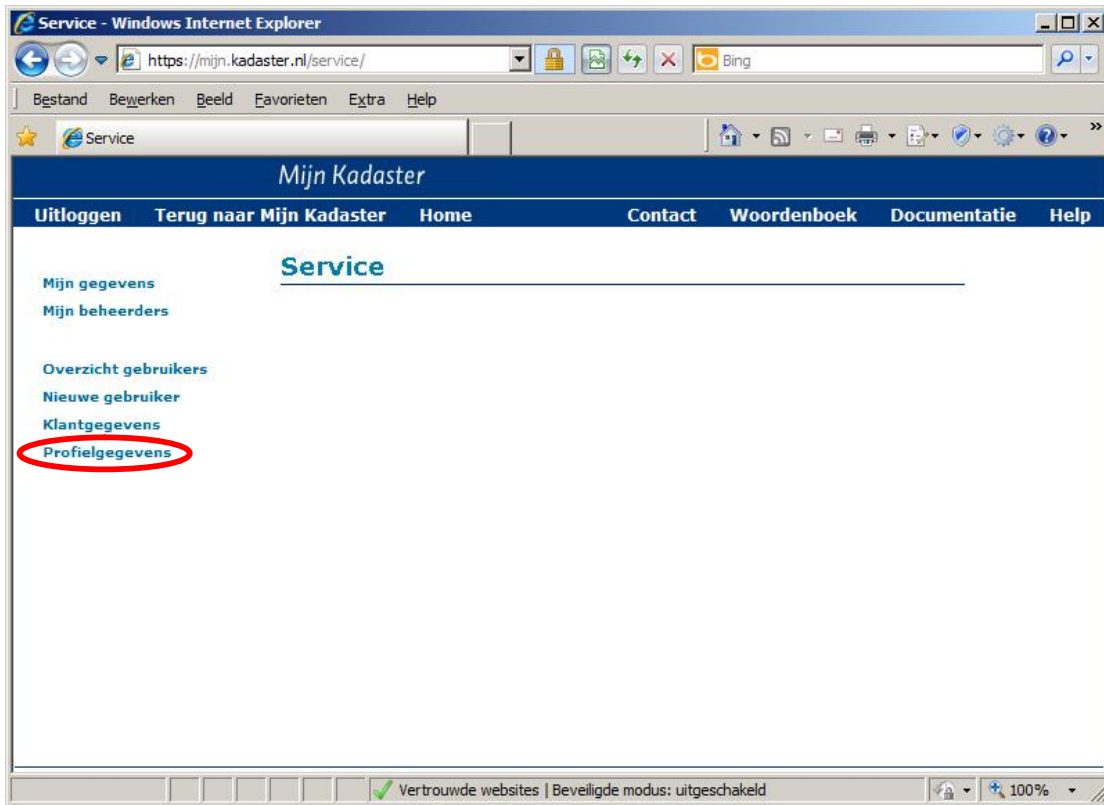 Service - Windows Internet Explorer
https://mijn.kadaster.nl/service/
Bing
Bestand Bewerken Beeld Favorieten Extra Help
Service
Mijn Kadaster
Uitloggen Terug naar Mijn Kadaster Home Contact Woordenboek Documentatie Help
Service
Mijn gegevens
Mijn beheerders
Overzicht gebruikers
Nieuwe gebruiker
Klantgegevens
Profielgegevens
Vertrouwde websites | Beveiligde modus: uitgeschakeld
100%